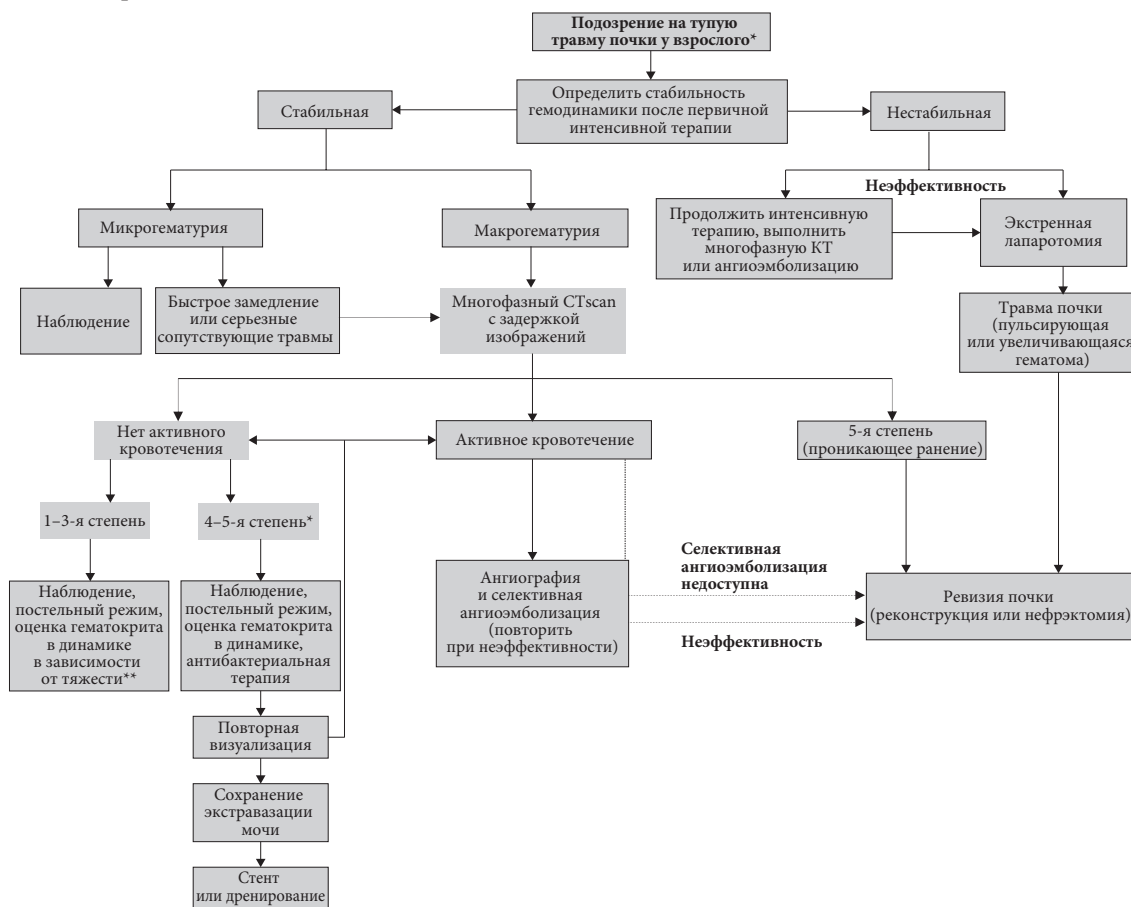 Подозрение на тупую
травму почки у взрослого*
Определить стабильность
гемодинамики после первичной
интенсивной терапии
Стабильная
Нестабильная
Неэффективность
Микрогематурия
Макрогематурия
Продолжить интенсивную
терапию, выполнить
многофазную КТ
или ангиоэмболизацию
Экстренная
лапаротомия
Наблюдение
Быстрое замедление
или серьезные
сопутствующие травмы
Многофазный CTscan
с задержкой
изображений
Травма почки
(пульсирующая
или увеличивающаяся
гематома)
Нет активного
кровотечения
Активное кровотечение
5-я степень
(проникающее ранение)
1–3-я степень
4–5-я степень*
Наблюдение,
постельный режим,
оценка гематокрита
в динамике
в зависимости
от тяжести**
Наблюдение,
постельный режим,
оценка гематокрита
в динамике,
антибактериальная
терапия
Ангиография
и селективная
ангиоэмболизация
(повторить
при неэффективности)
Селективная
ангиоэмболизация
недоступна
Неэффективность
Ревизия почки
(реконструкция или нефрэктомия)
Повторная
визуализация
Сохранение
экстравазации
мочи
Стент
или дренирование